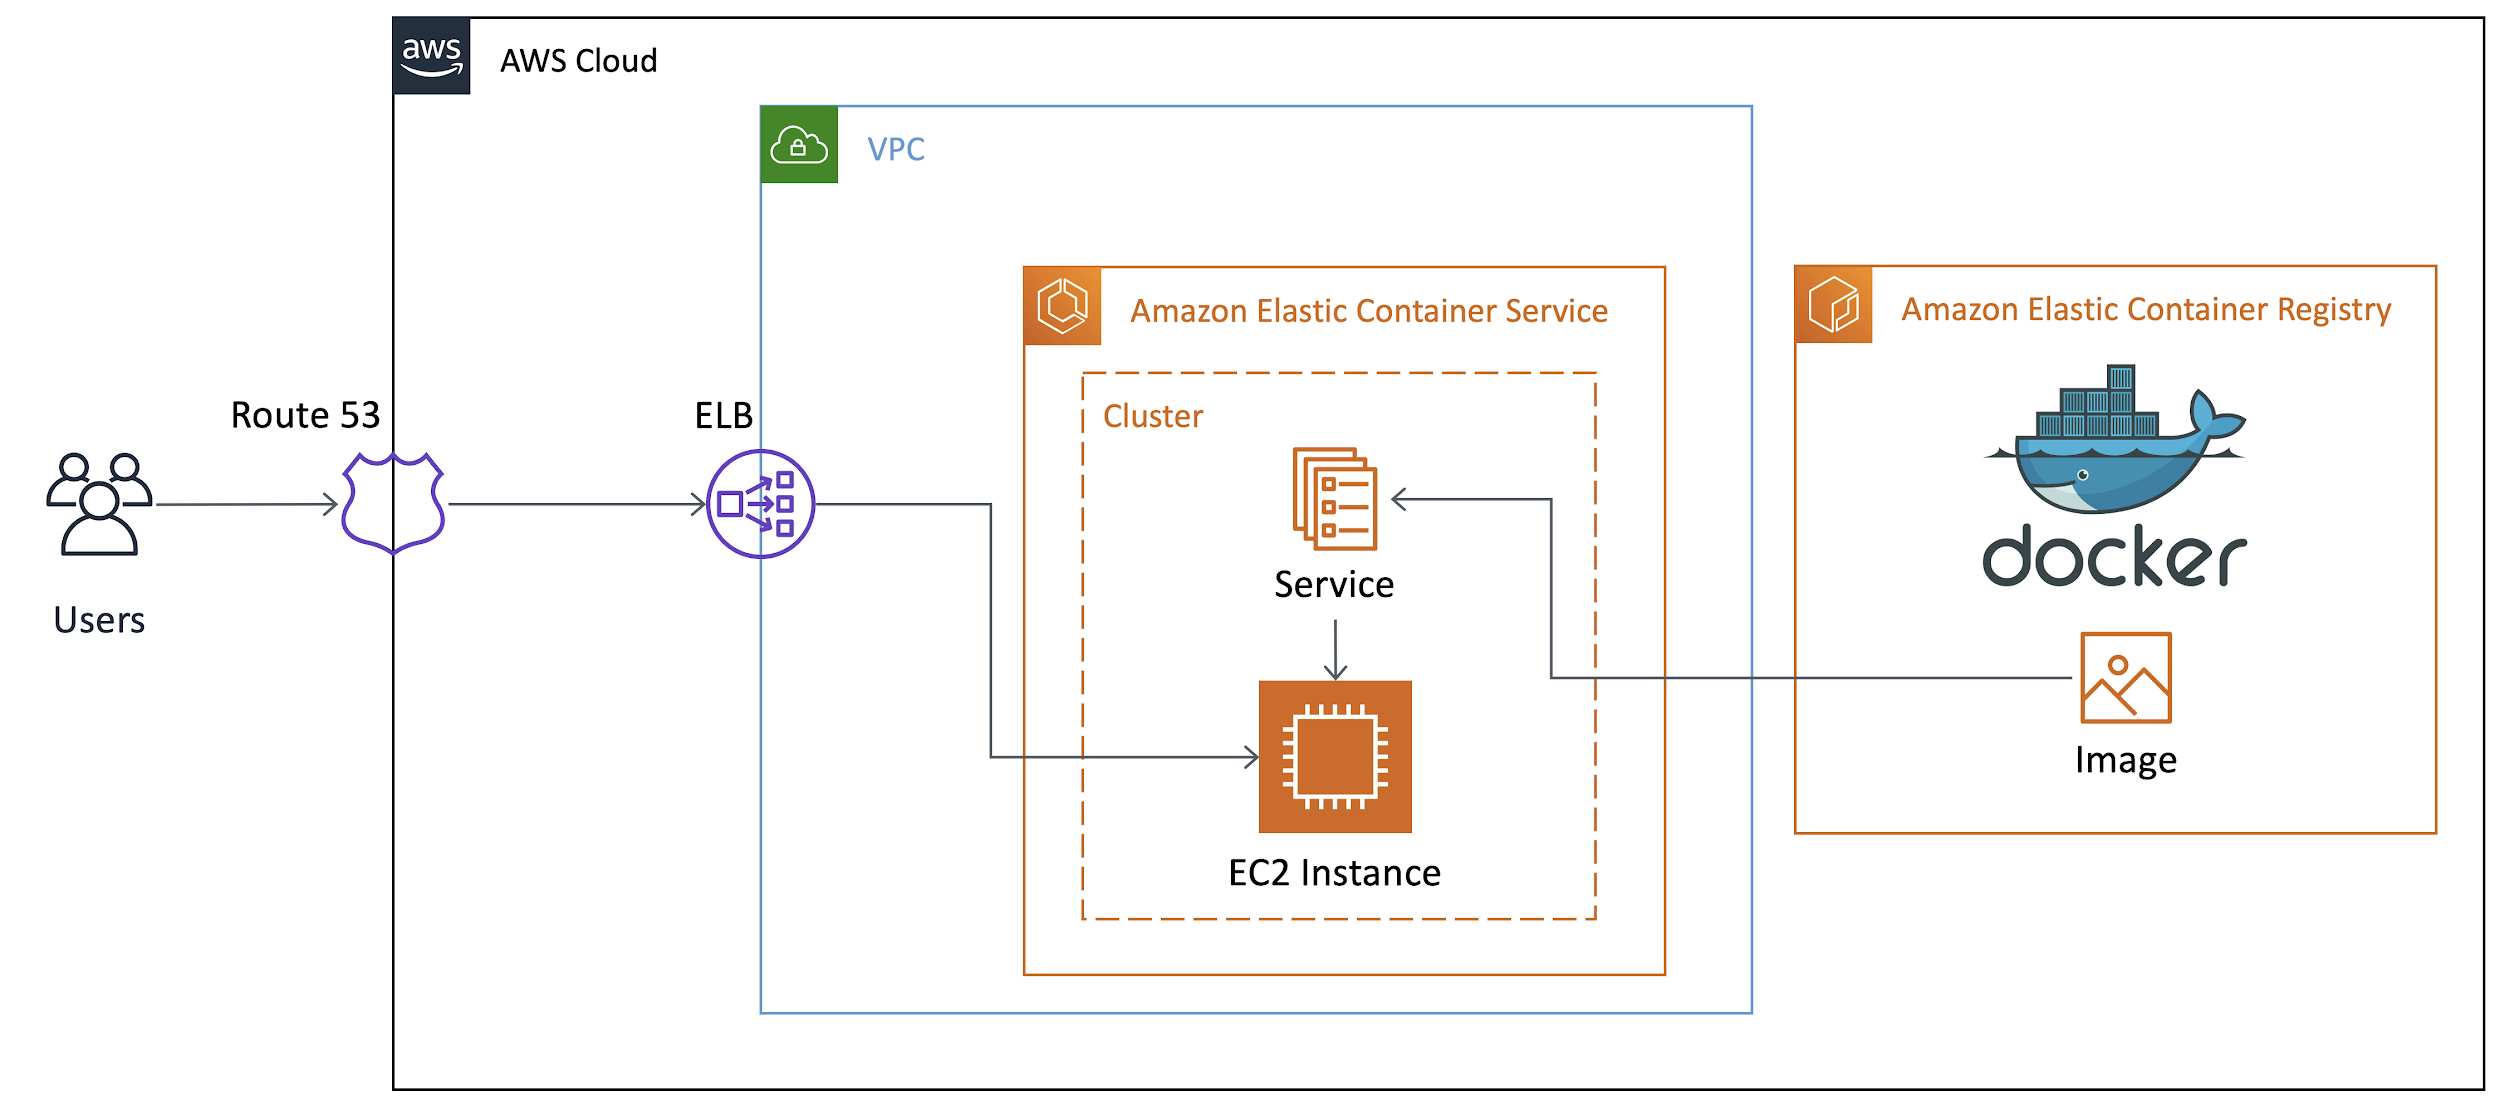 aws
AWS Cloud
VPC
Amazon Elastic Container Service
Amazon Elastic Container Registry
Route 53
ELB
Cluster
docker
Service
Users
Image
EC2 Instance